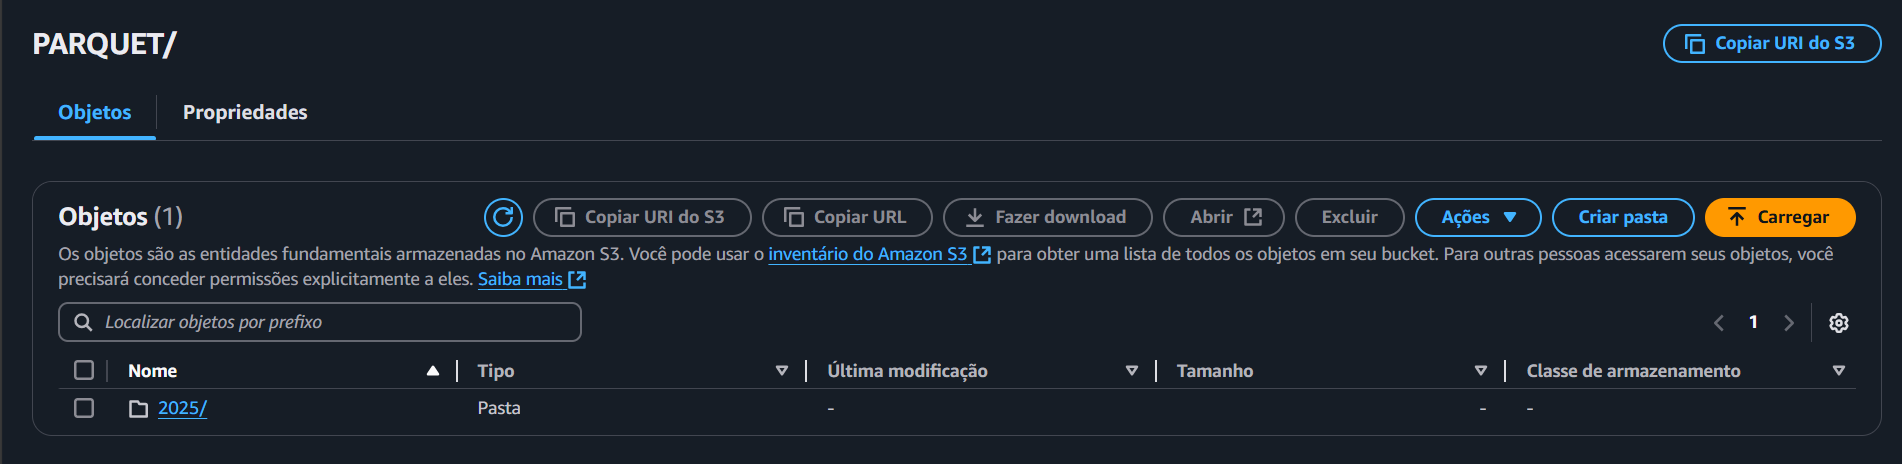 PARQUET/
Copiar URI do S3
Objetos
Propriedades
Objetos (1)
Copiar URI do S3
Copiar URL
Fazer download
Abrir
Excluir
Ações
Criar pasta
Carregar
Os objetos são as entidades fundamentais armazenadas no Amazon S3. Você pode usar o inventário do Amazon S3 para obter uma lista de todos os objetos em seu bucket. Para outras pessoas acessarem seus objetos, você
precisará conceder permissões explicitamente a eles. Saiba mais
Localizar objetos por prefixo
1
Nome
Tipo
Última modificação
Tamanho
Classe de armazenamento
2025/
Pasta
-
-
-